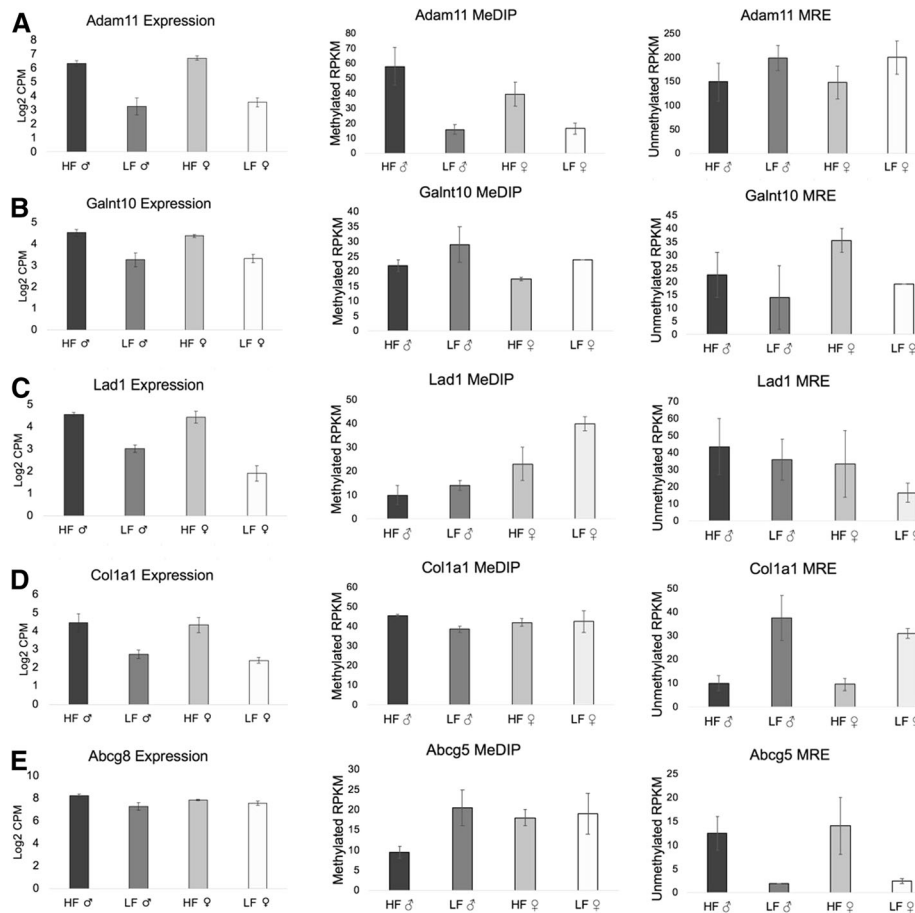 A
Adam11 Expression
Log2 CPM
8
7
6
5
4
3
2
1
0
HF ♂ LF ♂ HF ♀ LF ♀
Adam11 MeDIP
Methylated RPKM
80
70
60
50
40
30
20
10
0
HF ♂ LF ♂ HF ♀ LF ♀
Adam11 MRE
Unmethylated RPKM
250
200
150
100
50
0
HF ♂ LF ♂ HF ♀ LF ♀
B
Galnt10 Expression
Log2 CPM
5
4
3
2
1
0
HF ♂ LF ♂ HF ♀ LF ♀
Galnt10 MeDIP
Methylated RPKM
40
35
30
25
20
15
10
5
0
HF ♂ LF ♂ HF ♀ LF ♀
Galnt10 MRE
Unmethylated RPKM
45
40
35
30
25
20
15
10
5
0
HF ♂ LF ♂ HF ♀ LF ♀
C
Lad1 Expression
Log2 CPM
5
4
3
2
1
0
HF ♂ LF ♂ HF ♀ LF ♀
Lad1 MeDIP
Methylated RPKM
50
40
30
20
10
0
HF ♂ LF ♂ HF ♀ LF ♀
Lad1 MRE
Unmethylated RPKM
70
60
50
40
30
20
10
0
HF ♂ LF ♂ HF ♀ LF ♀
D
Col1a1 Expression
Log2 CPM
6
5
4
3
2
1
0
HF ♂ LF ♂ HF ♀ LF ♀
Col1a1 MeDIP
Methylated RPKM
60
50
40
30
20
10
0
HF ♂ LF ♂ HF ♀ LF ♀
Col1a1 MRE
Unmethylated RPKM
50
40
30
20
10
0
HF ♂ LF ♂ HF ♀ LF ♀
E
Abcg8 Expression
Log2 CPM
10
8
6
4
2
0
HF ♂ LF ♂ HF ♀ LF ♀
Abcg5 MeDIP
Methylated RPKM
30
25
20
15
10
5
0
HF ♂ LF ♂ HF ♀ LF ♀
Abcg5 MRE
Unmethylated RPKM
25
20
15
10
5
0
HF ♂ LF ♂ HF ♀ LF ♀